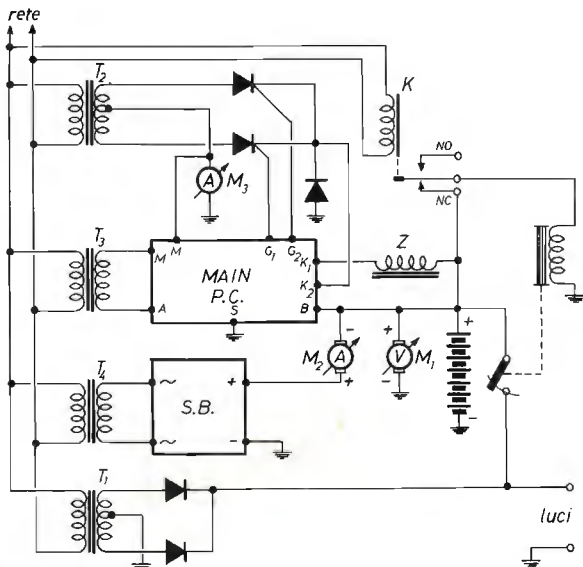 rete
T2
K
NO
NC
A M3
T3
M G1 G2
M K1
MAIN
P.C.
K2
A S B
Z
M2 A
V M1
T4
S.B.
~ +
~ -
T1
luci
+
-
-
+
+
-